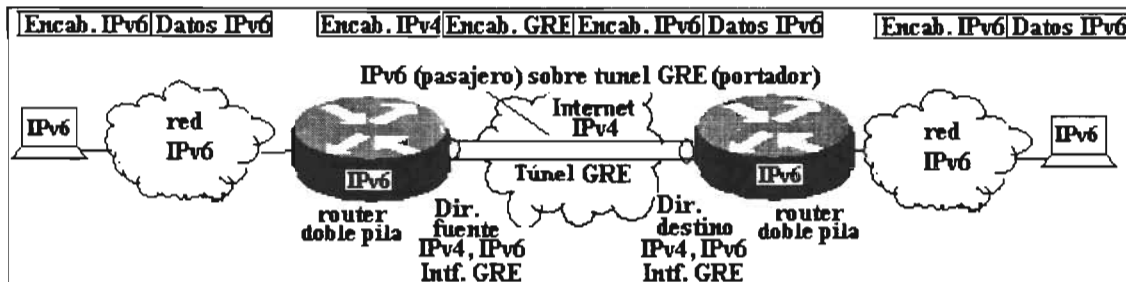 Encab. IPv6 Datos IPv6
Encab. IPv4 Encab. GRE Encab. IPv6 Datos IPv6
Encab. IPv6 Datos IPv6
IPv6 (pasajero) sobre tunel GRE (portador)
IPv6
red
IPv6
IPv6
router
doble pila
Internet
IPv4
Túnel GRE
Dir.
fuente
IPv4, IPv6
Intf. GRE
Dir.
destino
IPv4, IPv6
Intf. GRE
IPv6
router
doble pila
red
IPv6
IPv6